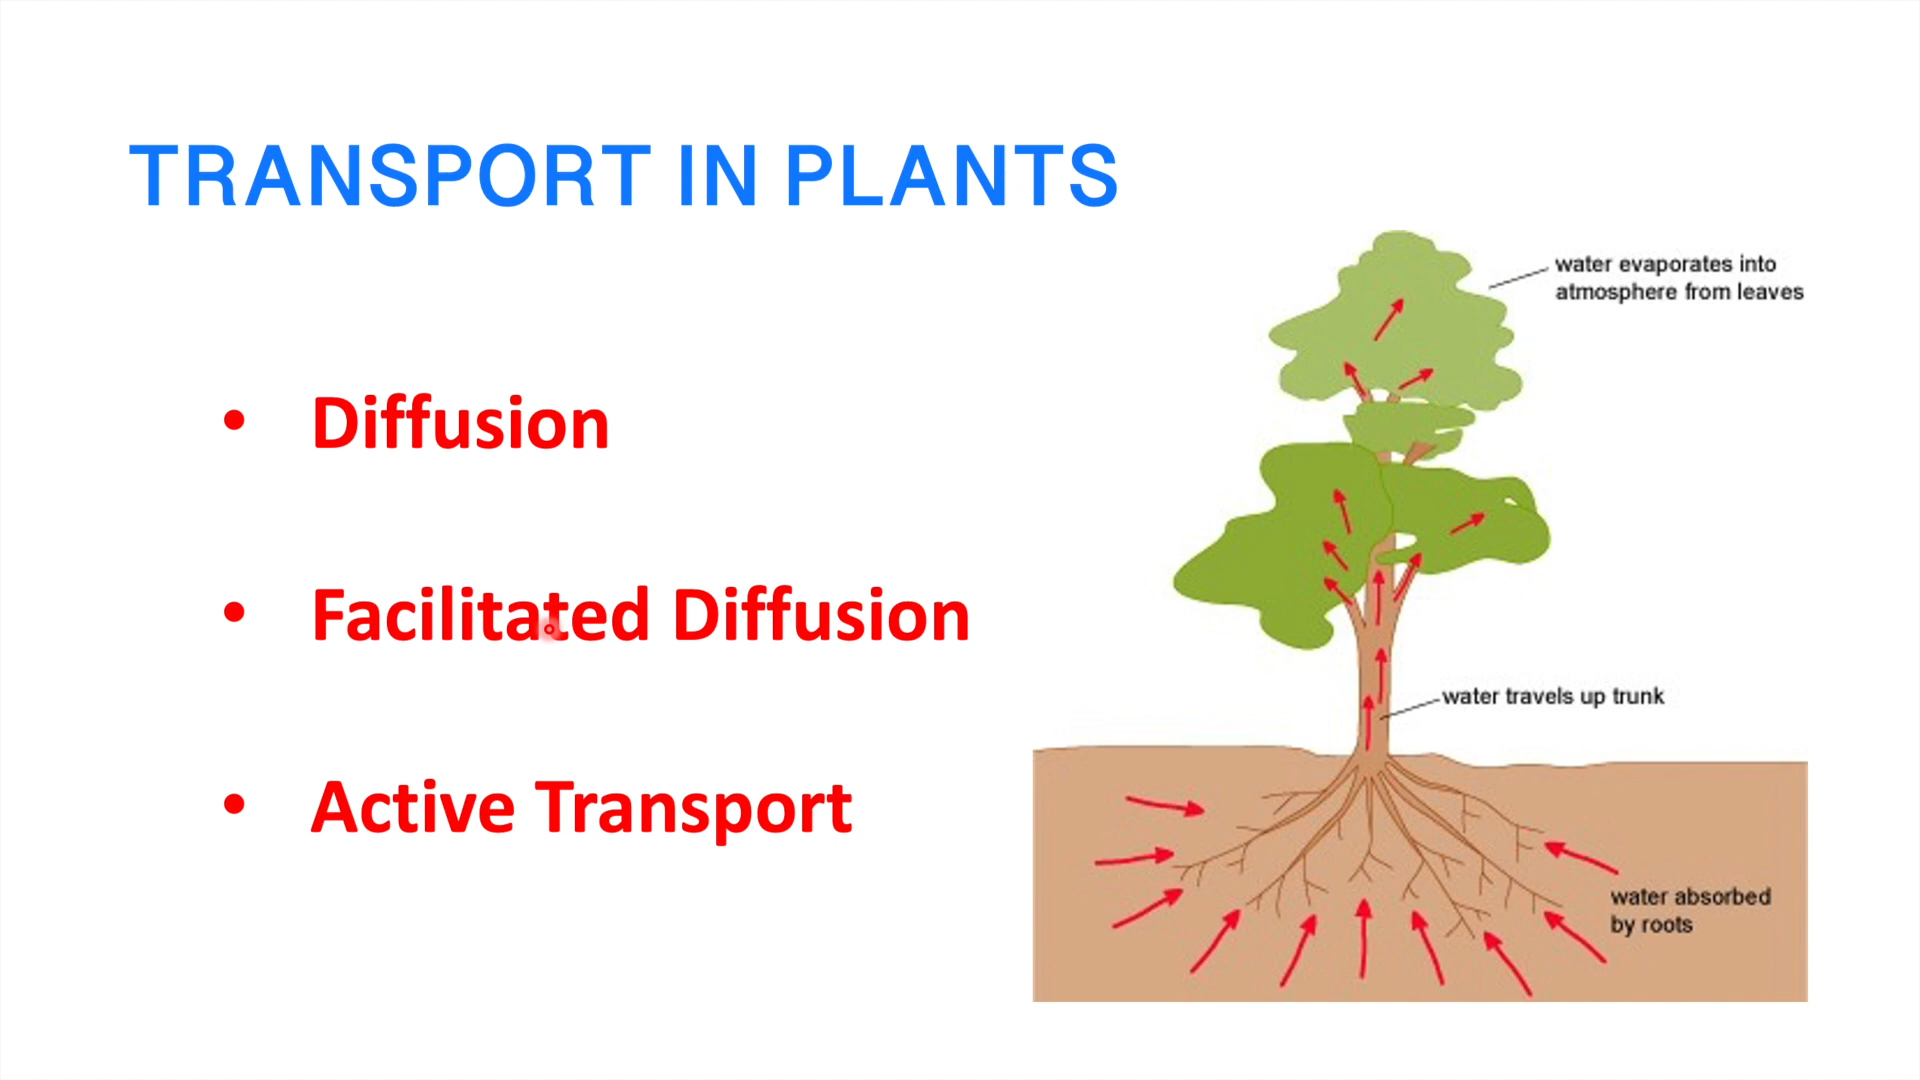 TRANSPORT IN PLANTS
• Diffusion
• Facilitated Diffusion
• Active Transport
water evaporates into
atmosphere from leaves
water travels up trunk
water absorbed
by roots